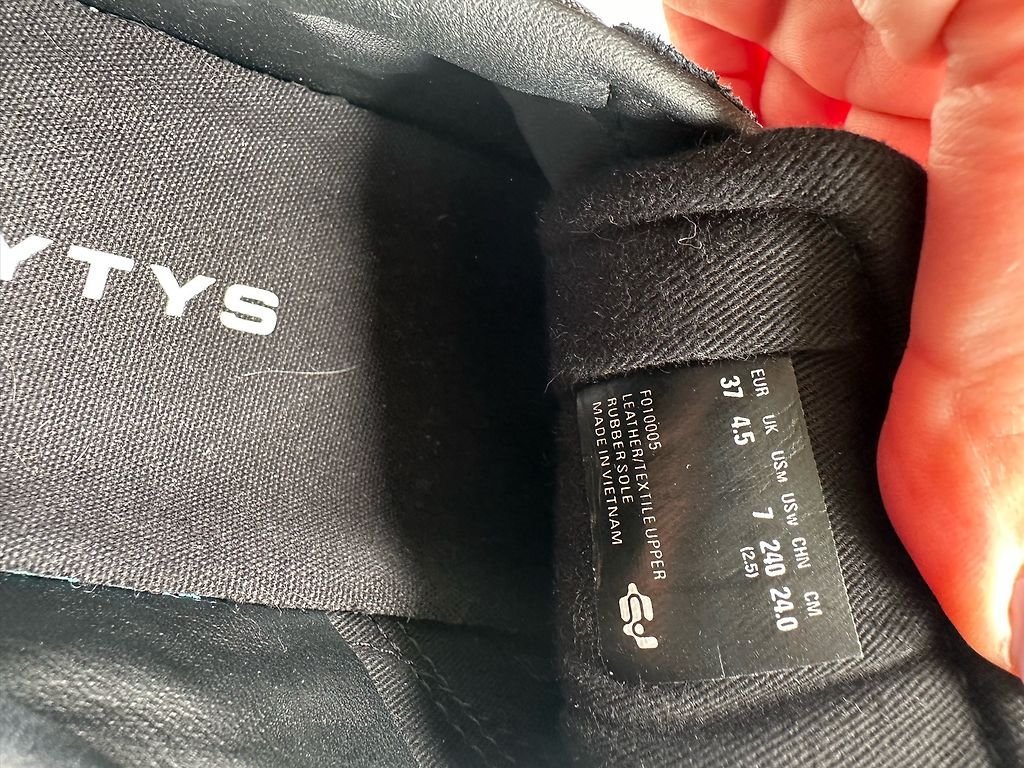 YTYS
EUR UK USM USW CHN CM
37 4.5 7 240 24.0
(2.5)
F010005
LEATHER/TEXTILE UPPER
RUBBER SOLE
MADE IN VIETNAM